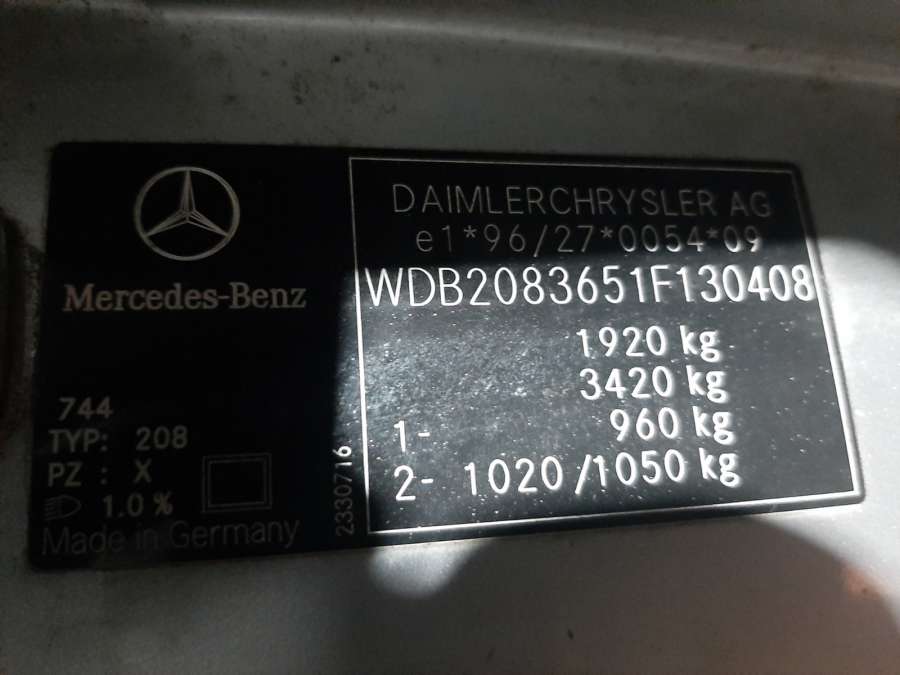 Mercedes-Benz
744
TYP: 208
PZ : X
1.0 %
Made in Germany
2330716
DAIMLERCHRYSLER AG
e1*96/27*0054*09
WDB2083651F130408
1920 kg
3420 kg
1- 960 kg
2- 1020/1050 kg